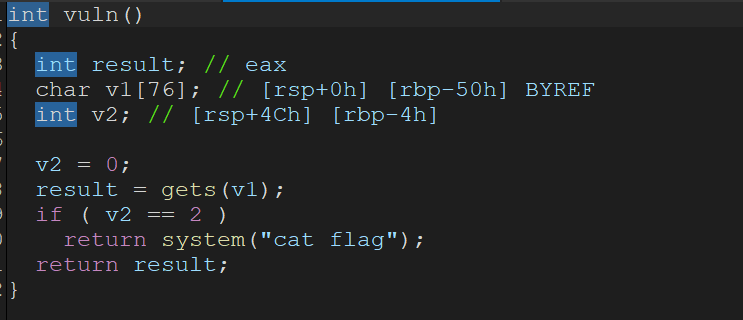 int vuln()
{
int result; // eax
char v1[76]; // [rsp+0h] [rbp-50h] BYREF
int v2; // [rsp+4Ch] [rbp-4h]
v2 = 0;
result = gets(v1);
if ( v2 == 2 )
return system("cat flag");
return result;
}